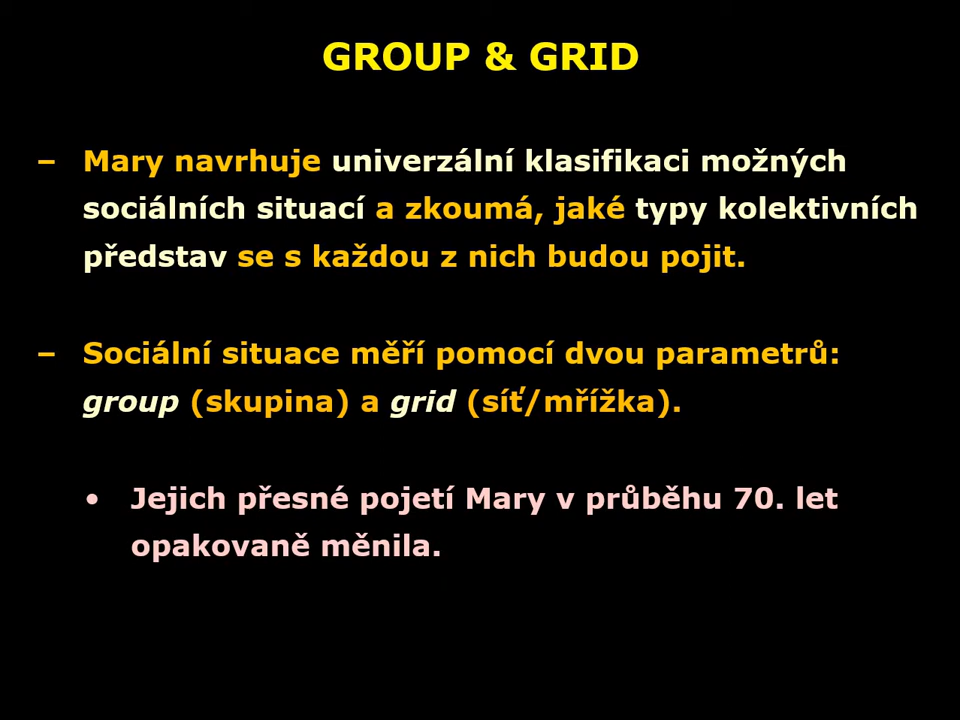 GROUP & GRID
– Mary navrhuje univerzální klasifikaci možných
sociálních situací a zkoumá, jaké typy kolektivních
představ se s každou z nich budou pojit.
– Sociální situace měří pomocí dvou parametrů:
group (skupina) a grid (síť/mřížka).
• Jejich přesné pojetí Mary v průběhu 70. let
opakovaně měnila.